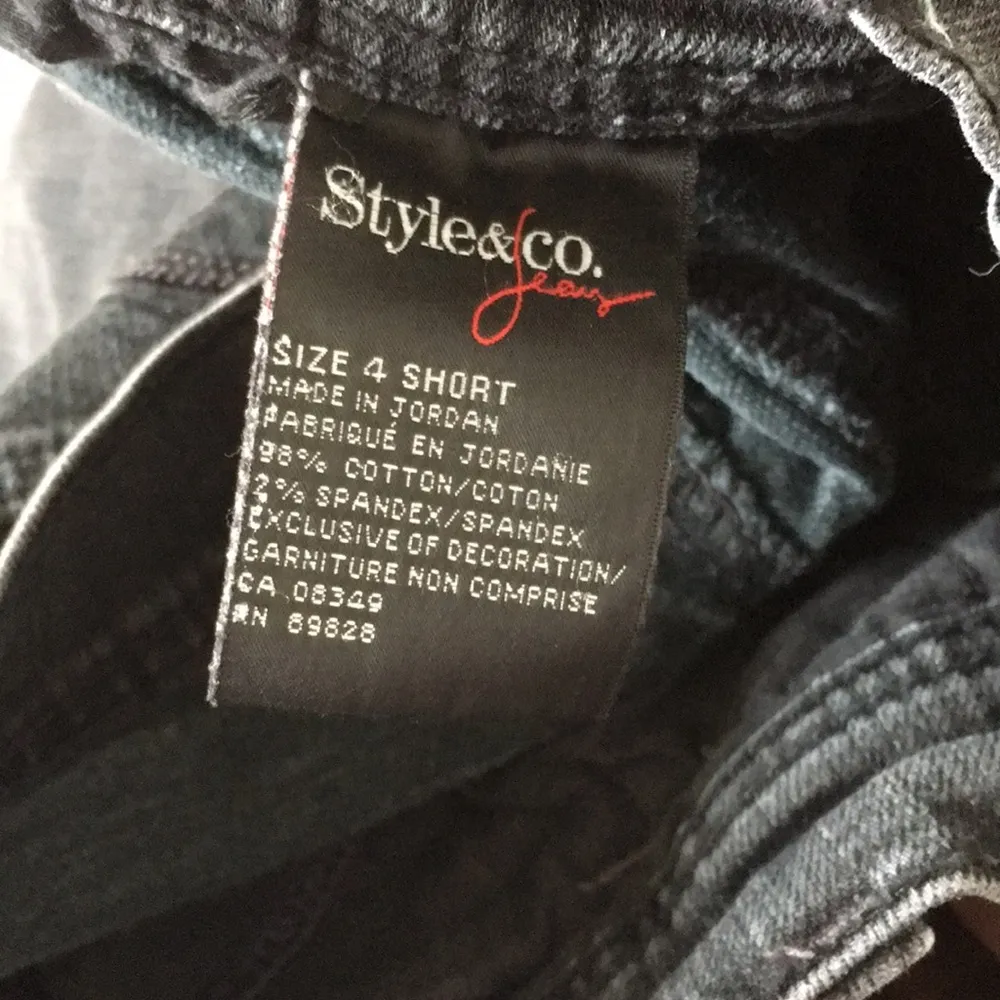 Style&co.
Jeans
SIZE 4 SHORT
MADE IN JORDAN
FABRIQUÉ EN JORDANIE
98% COTTON/COTON
2% SPANDEX/SPANDEX
EXCLUSIVE OF DECORATION/
GARNITURE NON COMPRISE
CA 08349
RN 89828